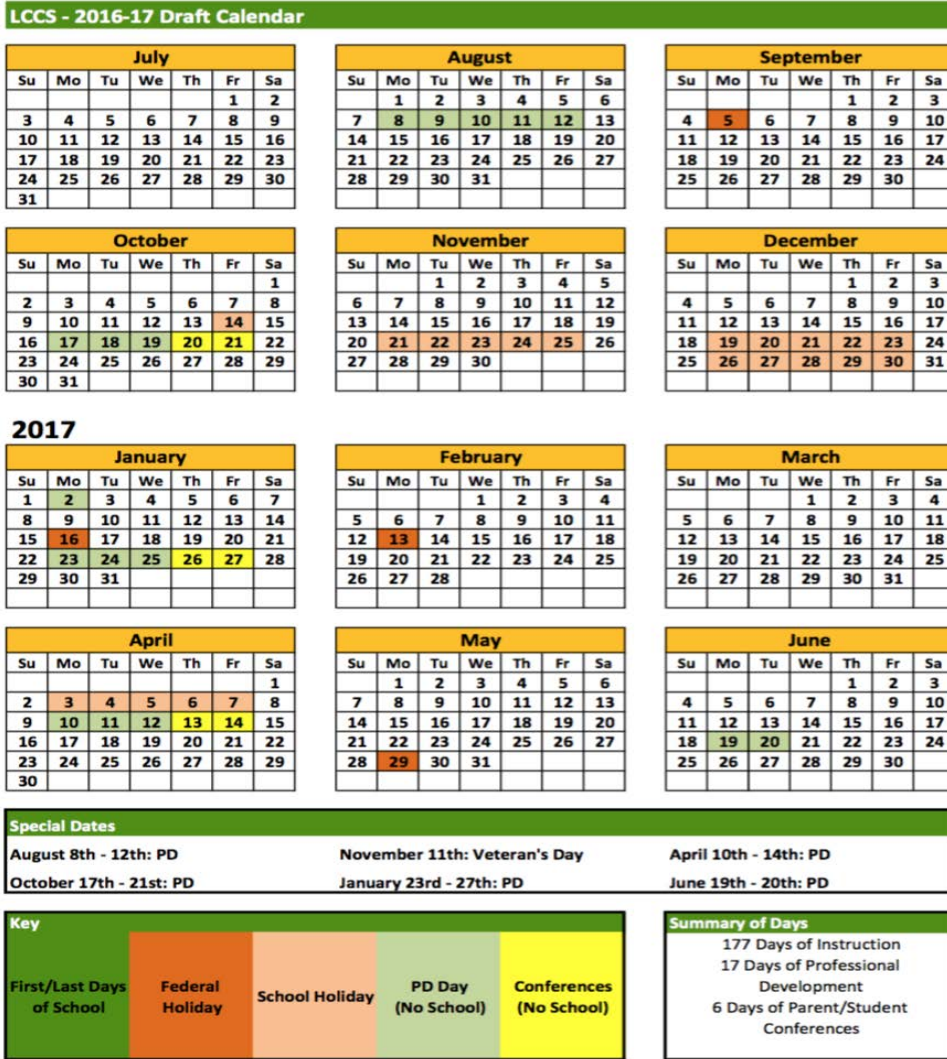 LCCS - 2016-17 Draft Calendar
July
Su Mo Tu We Th Fr Sa
1 2
3 4 5 6 7 8 9
10 11 12 13 14 15 16
17 18 19 20 21 22 23
24 25 26 27 28 29 30
31
August
Su Mo Tu We Th Fr Sa
1 2 3 4 5 6
7 8 9 10 11 12 13
14 15 16 17 18 19 20
21 22 23 24 25 26 27
28 29 30 31
September
Su Mo Tu We Th Fr Sa
1 2 3
4 5 6 7 8 9 10
11 12 13 14 15 16 17
18 19 20 21 22 23 24
25 26 27 28 29 30
October
Su Mo Tu We Th Fr Sa
1
2 3 4 5 6 7 8
9 10 11 12 13 14 15
16 17 18 19 20 21 22
23 24 25 26 27 28 29
30 31
November
Su Mo Tu We Th Fr Sa
1 2 3 4 5
6 7 8 9 10 11 12
13 14 15 16 17 18 19
20 21 22 23 24 25 26
27 28 29 30
December
Su Mo Tu We Th Fr Sa
1 2 3
4 5 6 7 8 9 10
11 12 13 14 15 16 17
18 19 20 21 22 23 24
25 26 27 28 29 30 31
2017
January
Su Mo Tu We Th Fr Sa
1 2 3 4 5 6 7
8 9 10 11 12 13 14
15 16 17 18 19 20 21
22 23 24 25 26 27 28
29 30 31
February
Su Mo Tu We Th Fr Sa
1 2 3 4
5 6 7 8 9 10 11
12 13 14 15 16 17 18
19 20 21 22 23 24 25
26 27 28
March
Su Mo Tu We Th Fr Sa
1 2 3 4
5 6 7 8 9 10 11
12 13 14 15 16 17 18
19 20 21 22 23 24 25
26 27 28 29 30 31
April
Su Mo Tu We Th Fr Sa
1
2 3 4 5 6 7 8
9 10 11 12 13 14 15
16 17 18 19 20 21 22
23 24 25 26 27 28 29
30
May
Su Mo Tu We Th Fr Sa
1 2 3 4 5 6
7 8 9 10 11 12 13
14 15 16 17 18 19 20
21 22 23 24 25 26 27
28 29 30 31
June
Su Mo Tu We Th Fr Sa
1 2 3
4 5 6 7 8 9 10
11 12 13 14 15 16 17
18 19 20 21 22 23 24
25 26 27 28 29 30
Special Dates
August 8th - 12th: PD
November 11th: Veteran's Day
April 10th - 14th: PD
October 17th - 21st: PD
January 23rd - 27th: PD
June 19th - 20th: PD
Key
First/Last Days
of School
Federal
Holiday
School Holiday
PD Day
(No School)
Conferences
(No School)
Summary of Days
177 Days of Instruction
17 Days of Professional
Development
6 Days of Parent/Student
Conferences